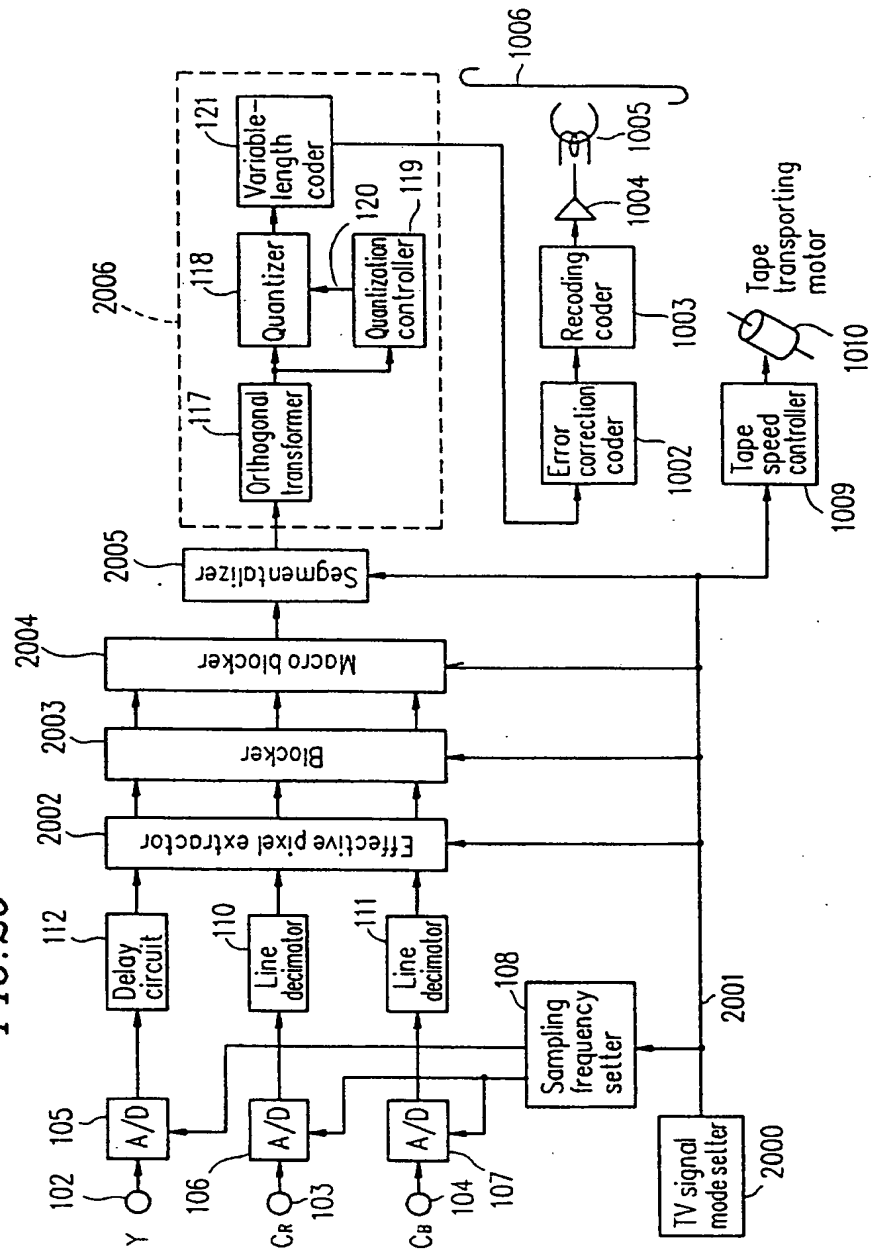 2006
121
Variable-
length
coder
118
Quantizer
120
119
Quantization
controller
117
Orthogonal
transformer
2005
Segmentalizer
2004
Macro blocker
2003
Blocker
2002
Effective pixel extractor
112
Delay
circuit
110
Line
decimator
111
Line
decimator
105
A/D
102
Y
106
A/D
103
CR
A/D
107
104
CB
108
Sampling
frequency
setter
2001
TV signal
mode setter
2000
1006
1005
1004
Recoding
coder
1003
Error
correction
coder
1002
Tape
transporting
motor
1010
Tape
speed
controller
1009